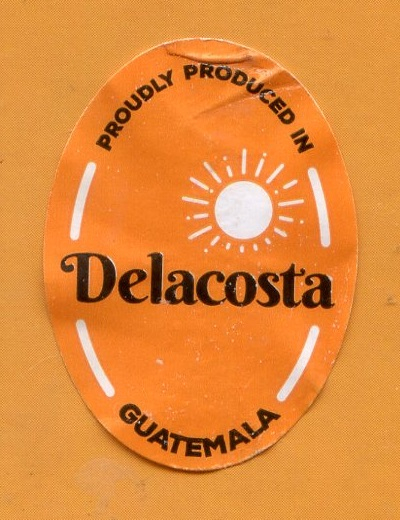 PROUDLY PRODUCED IN
Delacosta
GUATEMALA